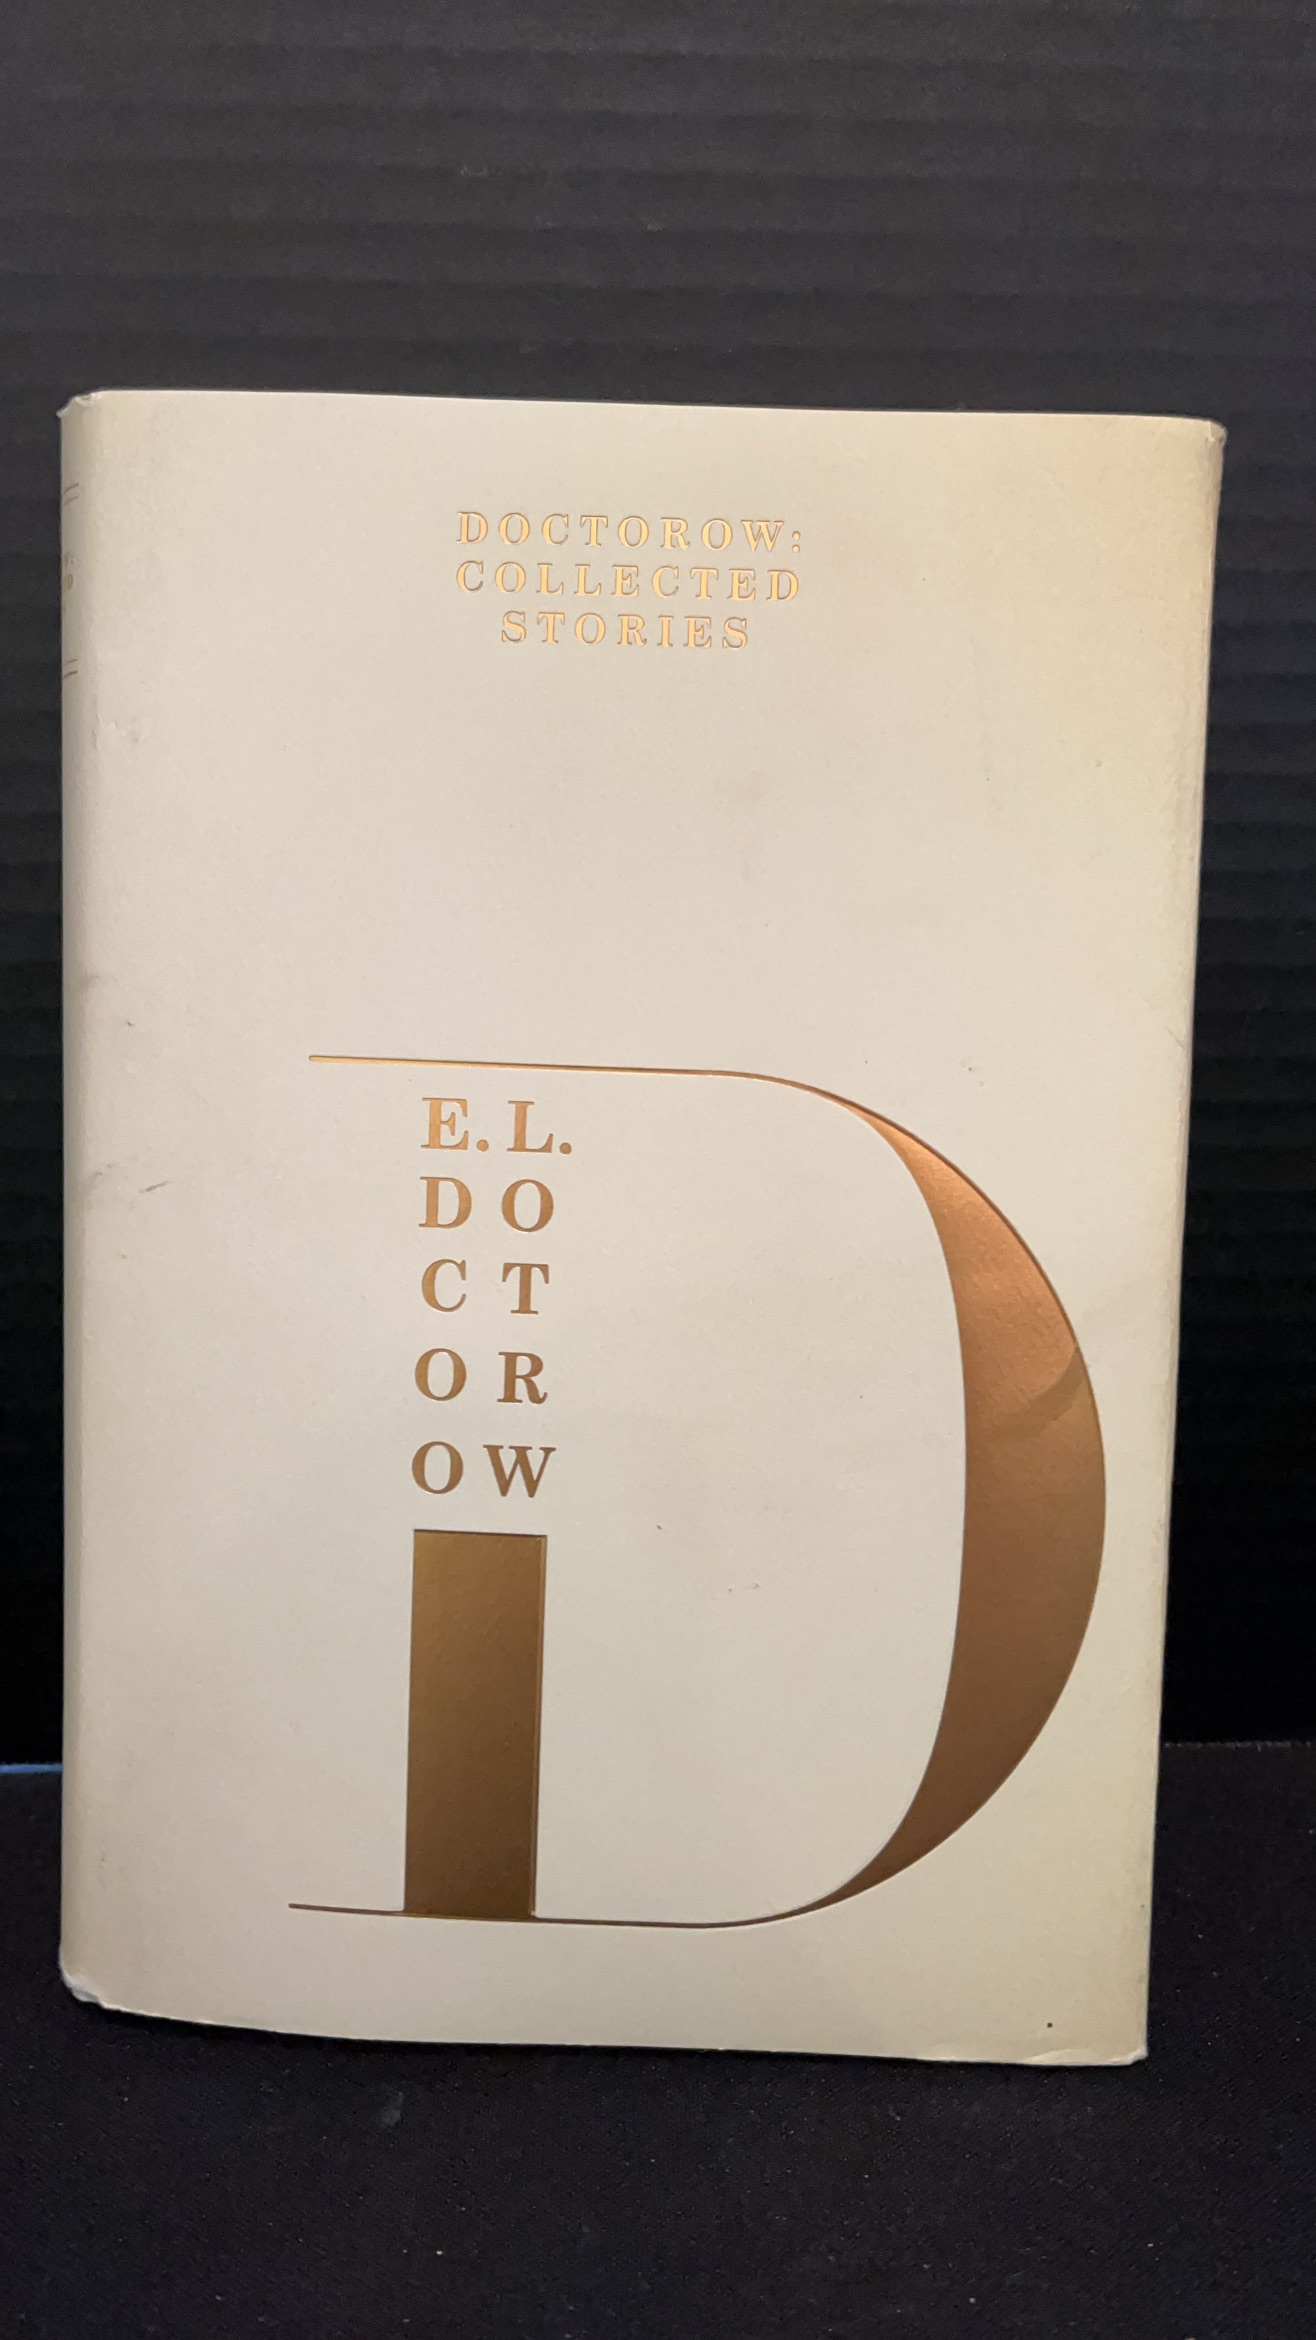 DOCTOROW:
COLLECTED
STORIES
E. L.
D O
C T
O R
O W
D